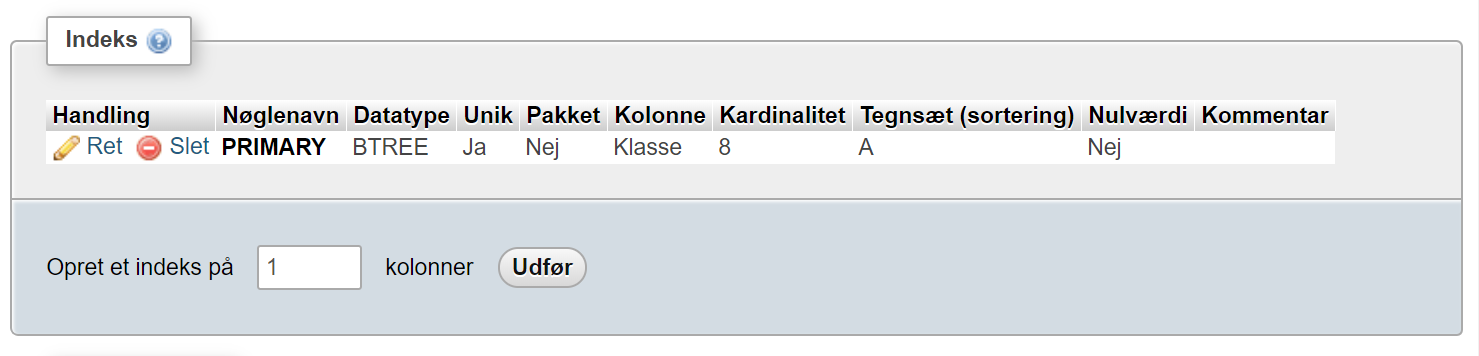 Indeks
Handling Nøglenavn Datatype Unik Pakket Kolonne Kardinalitet Tegnsæt (sortering) Nulværdi Kommentar
Ret Slet PRIMARY BTREE Ja Nej Klasse 8 A Nej
Opret et indeks på 1 kolonner Udfør